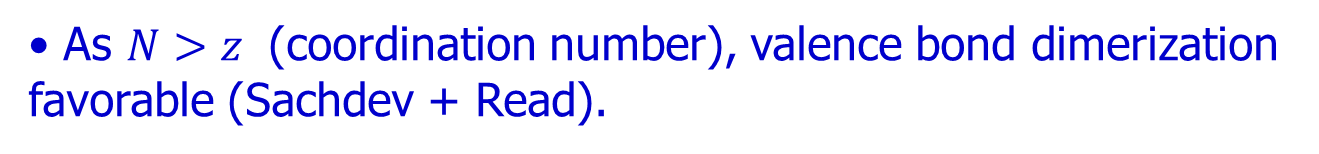 • As N > z (coordination number), valence bond dimerization
favorable (Sachdev + Read).